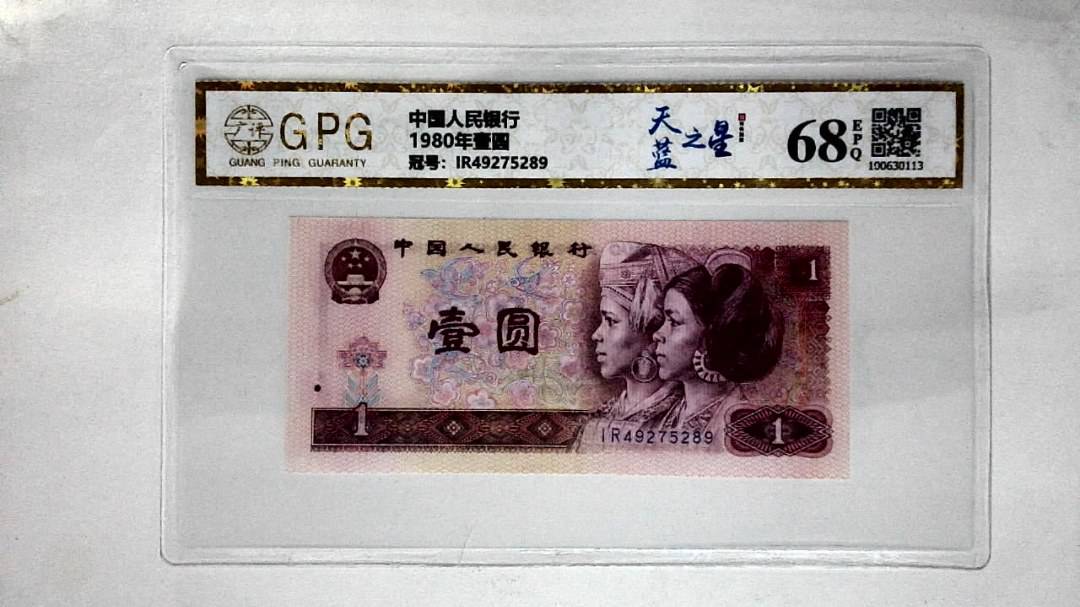 广评
GPG
GUANG PING GUARANTY
中国人民银行
1980年壹圆
冠号：IR49275289
天蓝之星
68
EPQ
100630113
中国人民银行
1
壹圆
1
IR49275289
1